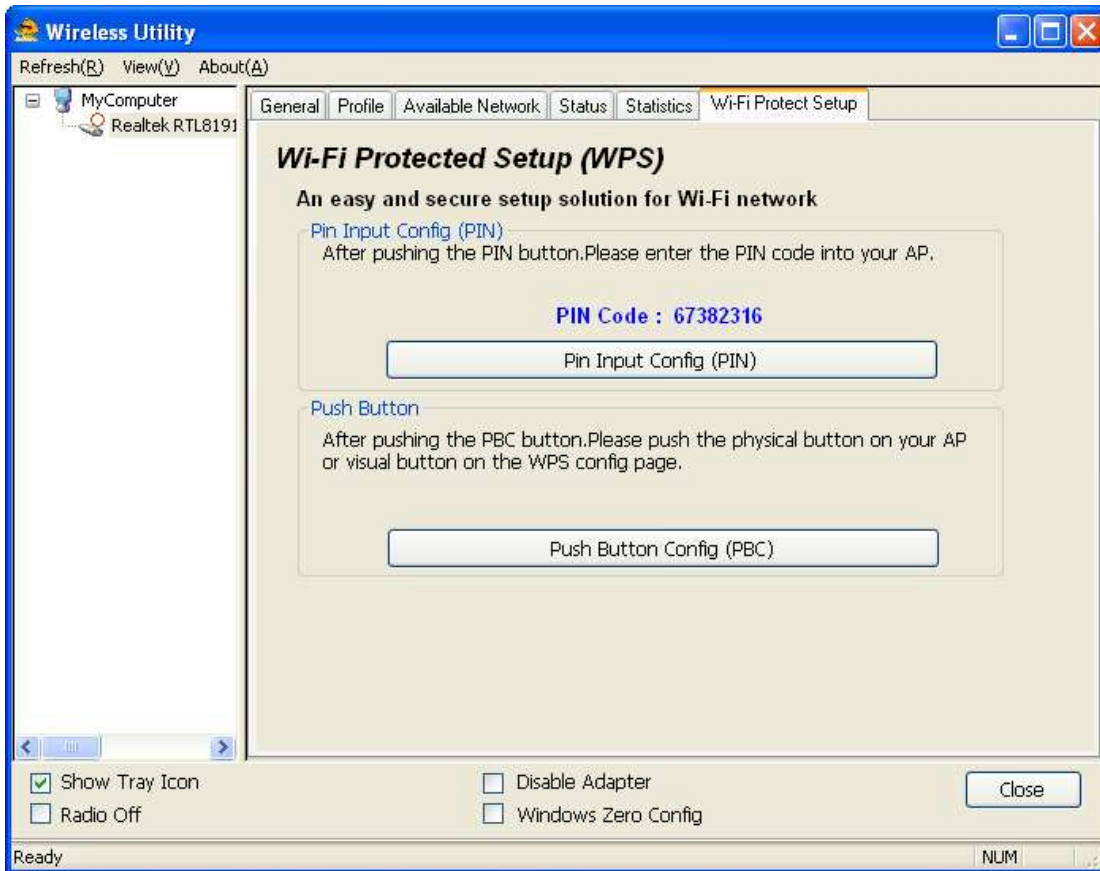 Wireless Utility
Refresh(R) View(V) About(A)
MyComputer
Realtek RTL8191
General Profile Available Network Status Statistics Wi-Fi Protect Setup
Wi-Fi Protected Setup (WPS)
An easy and secure setup solution for Wi-Fi network
Pin Input Config (PIN)
After pushing the PIN button.Please enter the PIN code into your AP.
PIN Code : 67382316
Pin Input Config (PIN)
Push Button
After pushing the PBC button.Please push the physical button on your AP
or visual button on the WPS config page.
Push Button Config (PBC)
Show Tray Icon
Disable Adapter
Close
Radio Off
Windows Zero Config
Ready
NUM